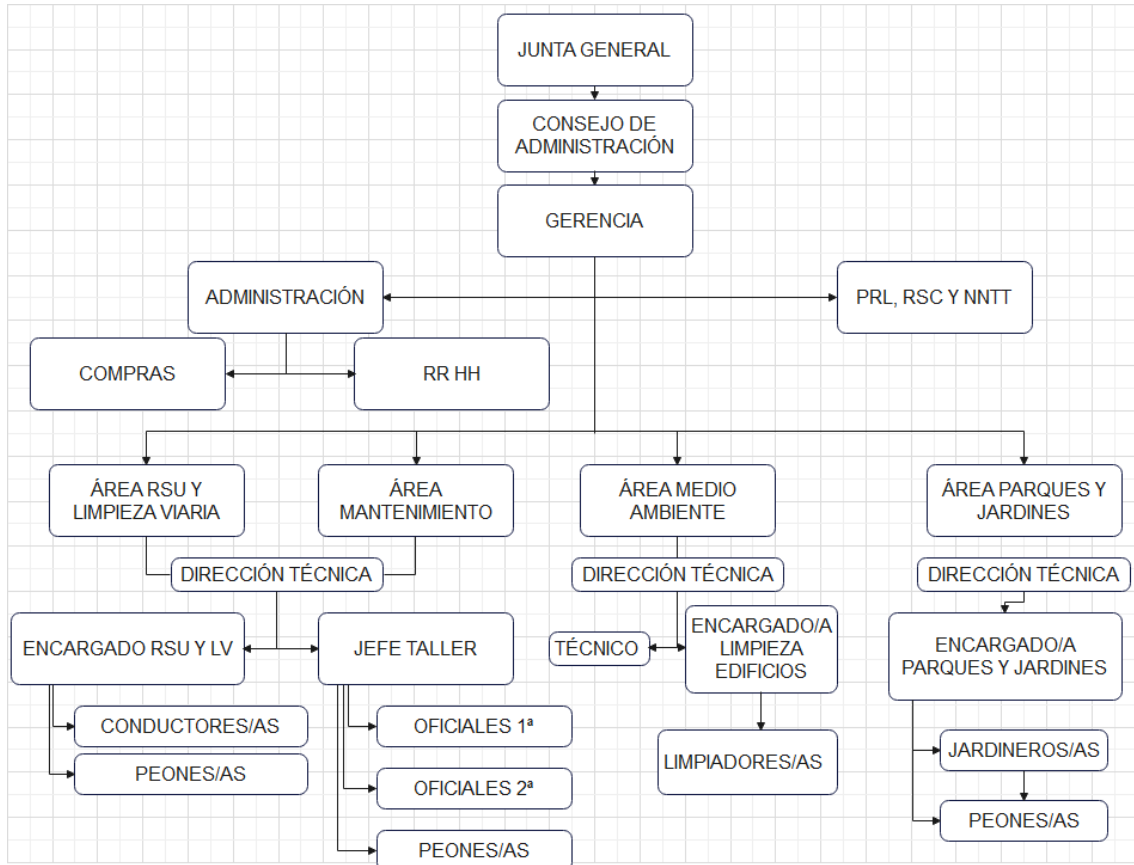 JUNTA GENERAL
CONSEJO DE
ADMINISTRACIÓN
GERENCIA
ADMINISTRACIÓN
PRL, RSC Y NNTT
COMPRAS
RR HH
ÁREA RSU Y
LIMPIEZA VIARIA
ÁREA
MANTENIMIENTO
ÁREA MEDIO
AMBIENTE
ÁREA PARQUES Y
JARDINES
DIRECCIÓN TÉCNICA
DIRECCIÓN TÉCNICA
DIRECCIÓN TÉCNICA
ENCARGADO RSU Y LV
JEFE TALLER
TÉCNICO
ENCARGADO/A
LIMPIEZA
EDIFICIOS
ENCARGADO/A
PARQUES Y JARDINES
CONDUCTORES/AS
PEONES/AS
OFICIALES 1ª
OFICIALES 2ª
PEONES/AS
LIMPIADORES/AS
JARDINEROS/AS
PEONES/AS